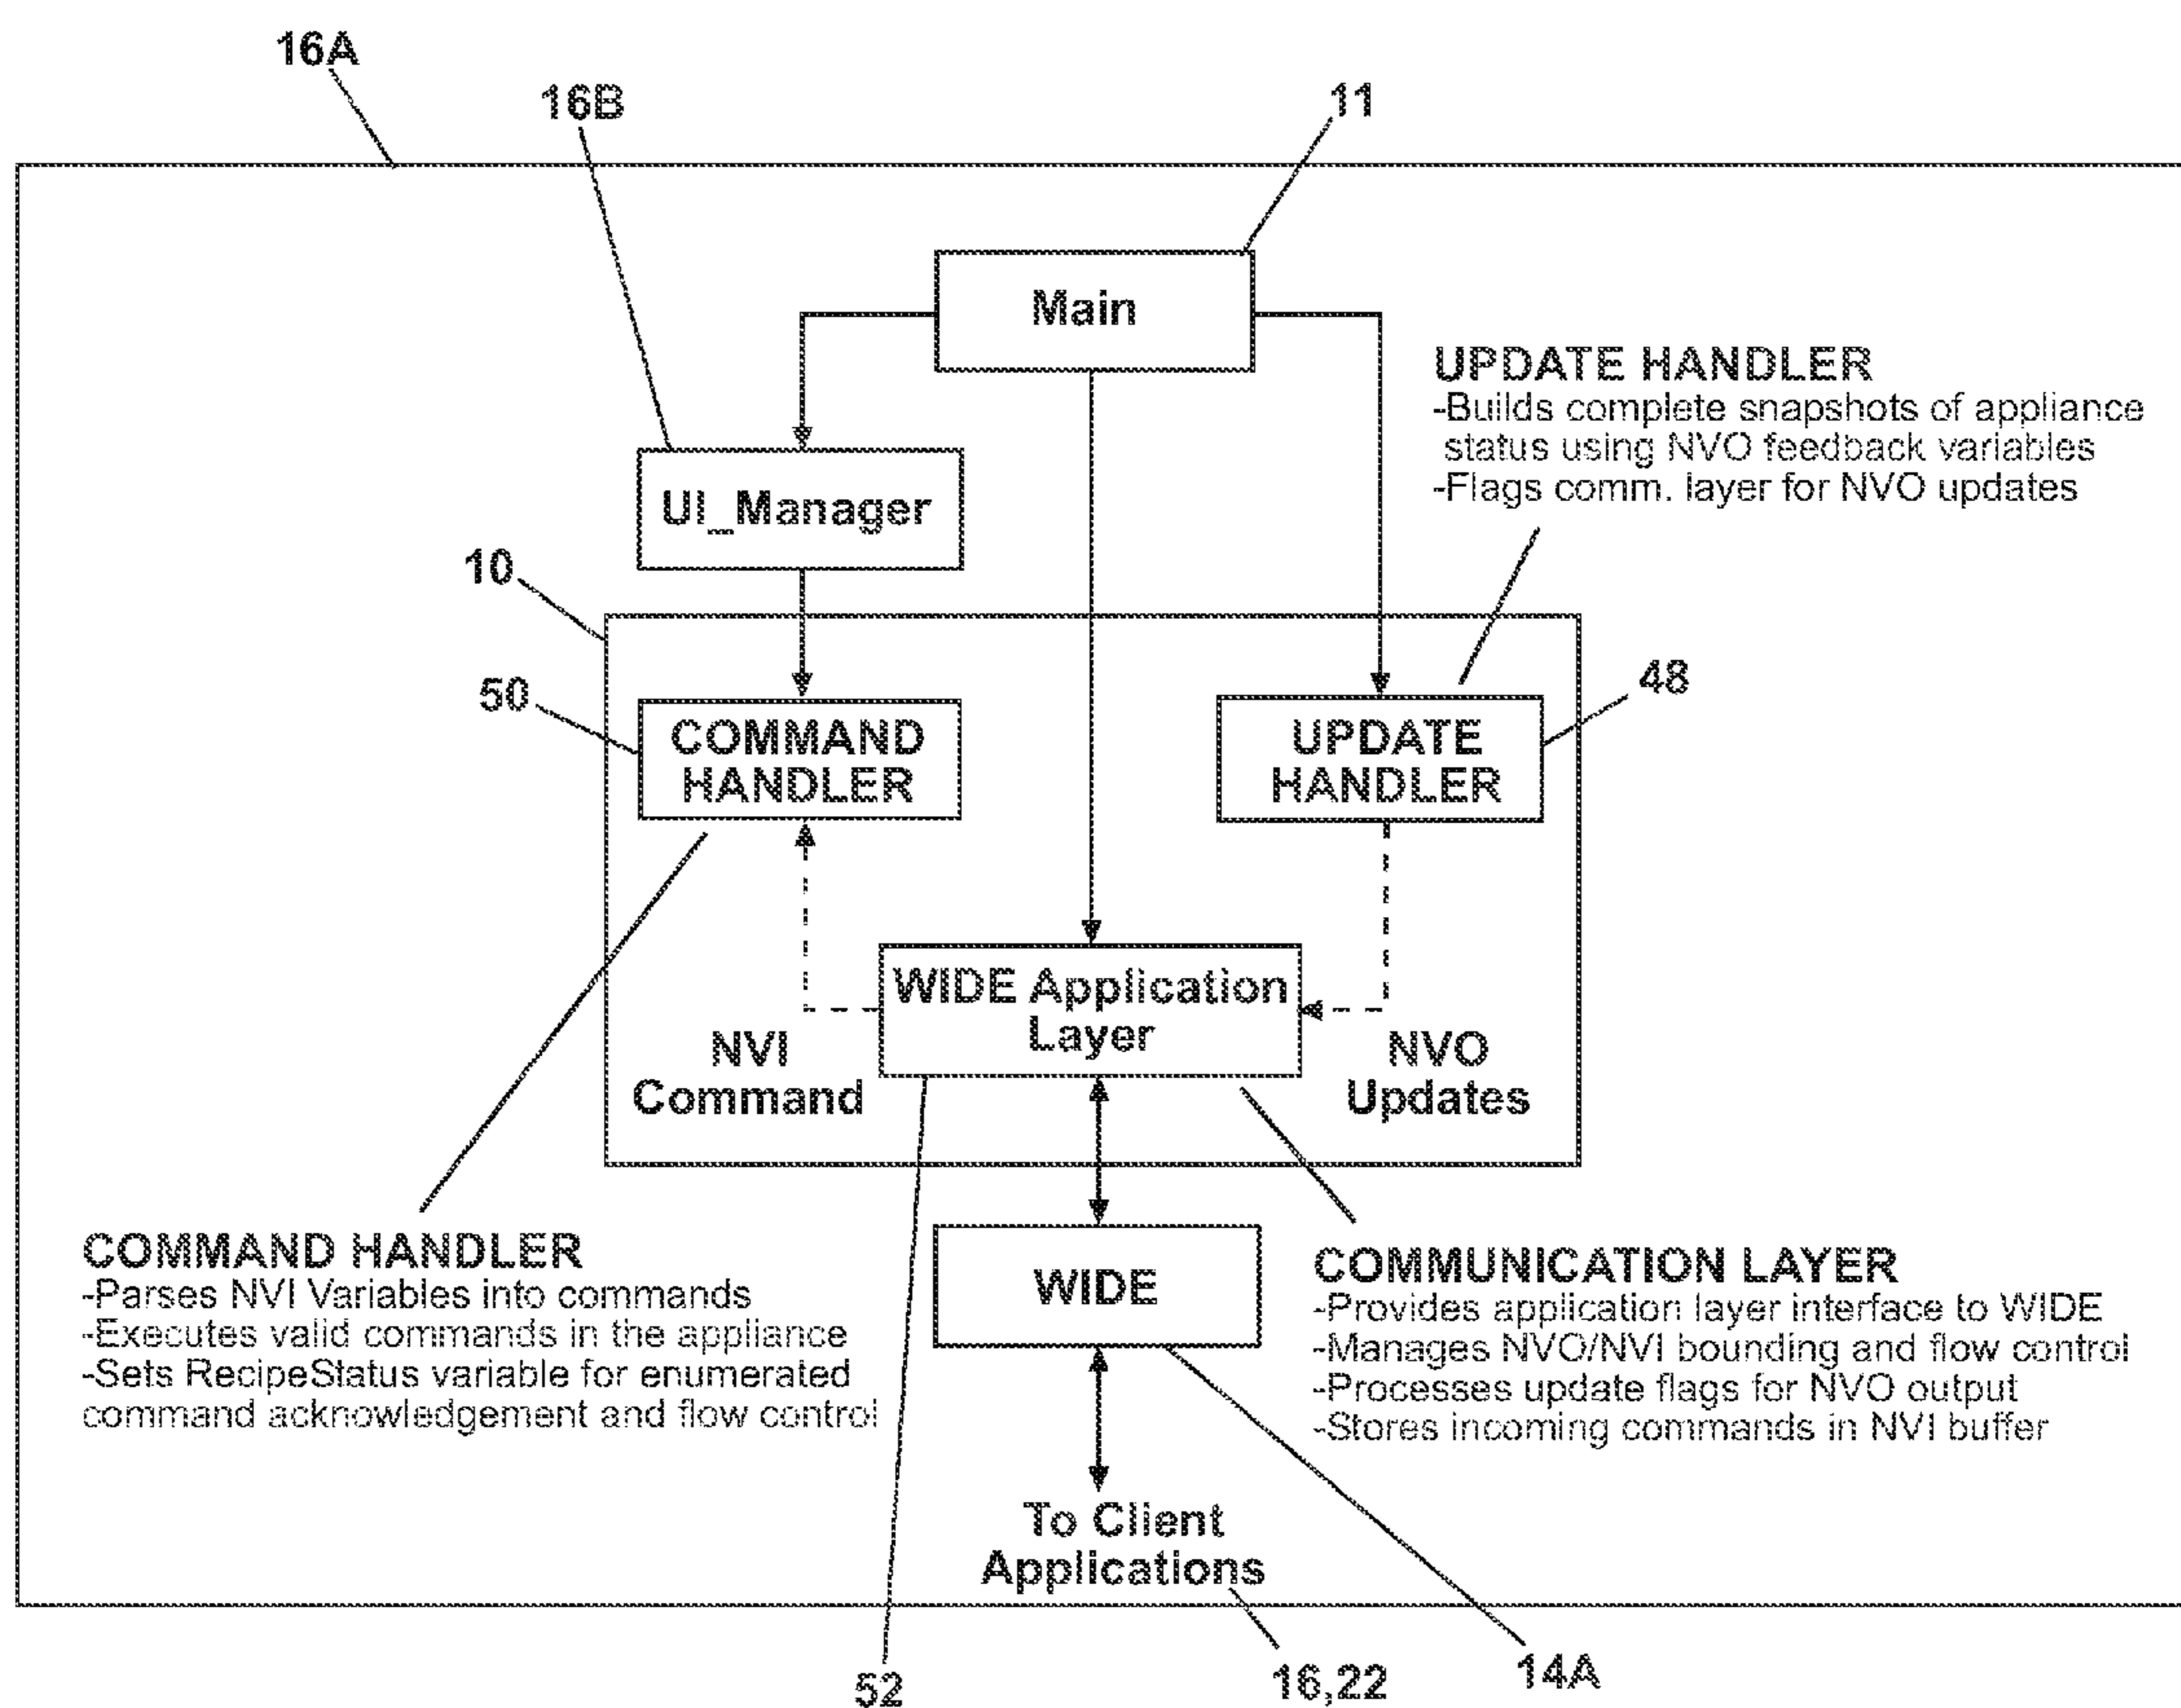 16A
16B
11
Main
UPDATE HANDLER
-Builds complete snapshots of appliance
status using NVO feedback variables
-Flags comm. layer for NVO updates
UI_Manager
10
50
48
COMMAND
HANDLER
UPDATE
HANDLER
WIDE Application
Layer
NVI
Command
NVO
Updates
COMMAND HANDLER
-Parses NVI Variables into commands
-Executes valid commands in the appliance
-Sets RecipeStatus variable for enumerated
command acknowledgement and flow control
WIDE
COMMUNICATION LAYER
-Provides application layer interface to WIDE
-Manages NVO/NVI bounding and flow control
-Processes update flags for NVO output
-Stores incoming commands in NVI buffer
To Client
Applications
52
16,22
14A